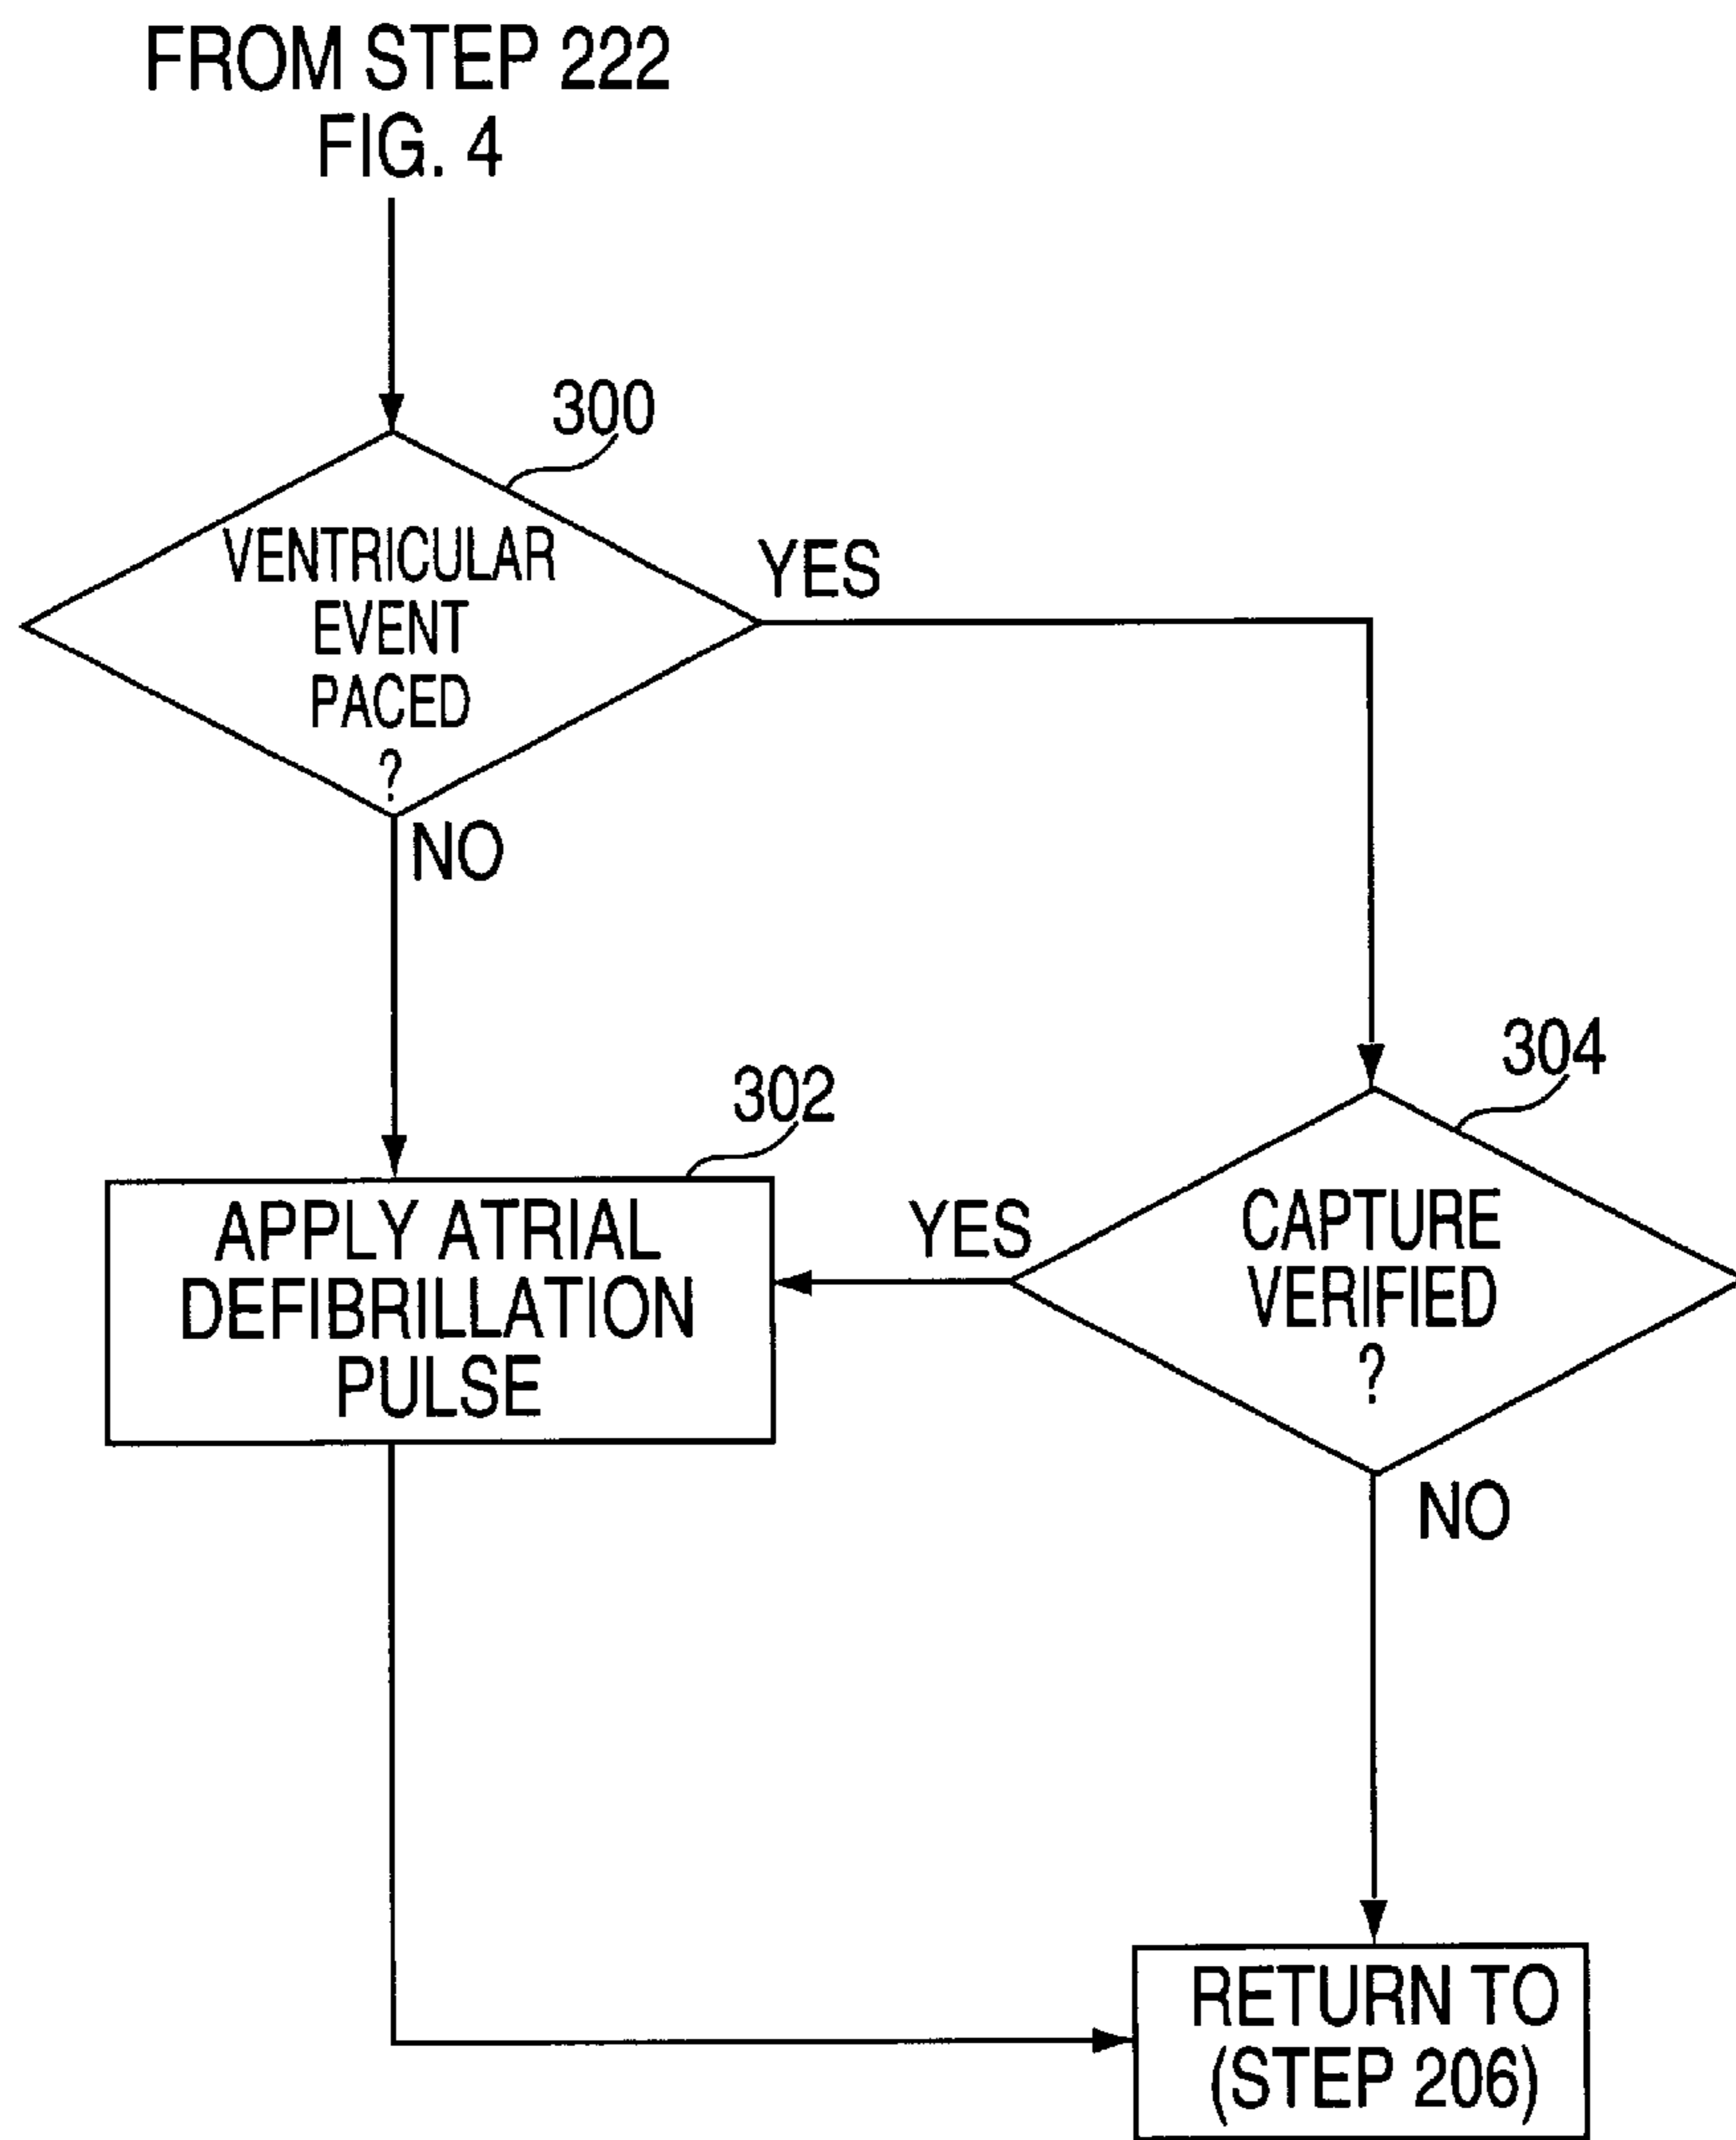 FROM STEP 222
FIG. 4
300
VENTRICULAR
EVENT
PACED
?
YES
NO
304
302
APPLY ATRIAL
DEFIBRILLATION
PULSE
YES
CAPTURE
VERIFIED
?
NO
RETURN TO
(STEP 206)